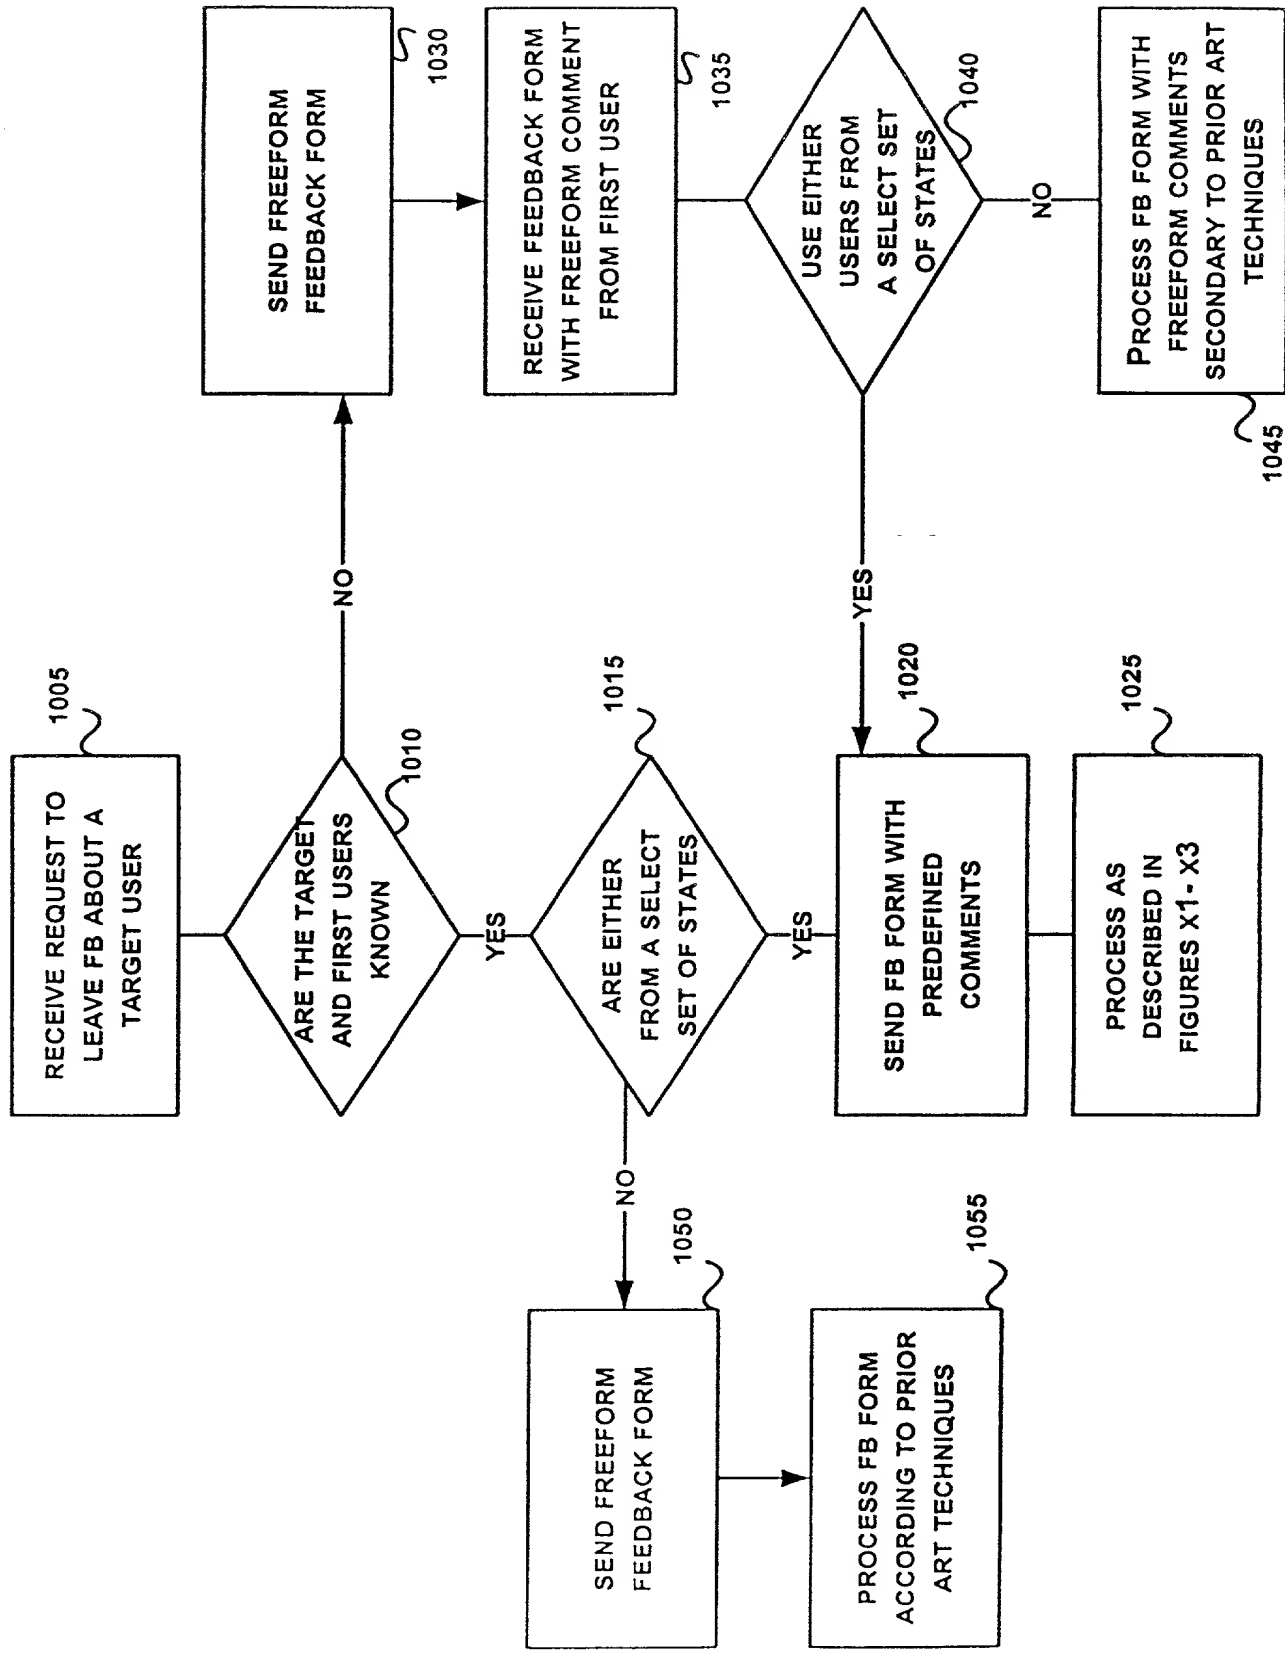 RECEIVE REQUEST TO
LEAVE FB ABOUT A
TARGET USER
1005
ARE THE TARGET
AND FIRST USERS
KNOWN
1010
NO
YES
SEND FREEFORM
FEEDBACK FORM
1030
RECEIVE FEEDBACK FORM
WITH FREEFORM COMMENT
FROM FIRST USER
1035
USE EITHER
USERS FROM
A SELECT SET
OF STATES
1040
YES
NO
PROCESS FB FORM WITH
FREEFORM COMMENTS
SECONDARY TO PRIOR ART
TECHNIQUES
1045
ARE EITHER
FROM A SELECT
SET OF STATES
1015
NO
YES
SEND FB FORM WITH
PREDEFINED
COMMENTS
1020
PROCESS AS
DESCRIBED IN
FIGURES X1 - X3
1025
SEND FREEFORM
FEEDBACK FORM
1050
PROCESS FB FORM
ACCORDING TO PRIOR
ART TECHNIQUES
1055